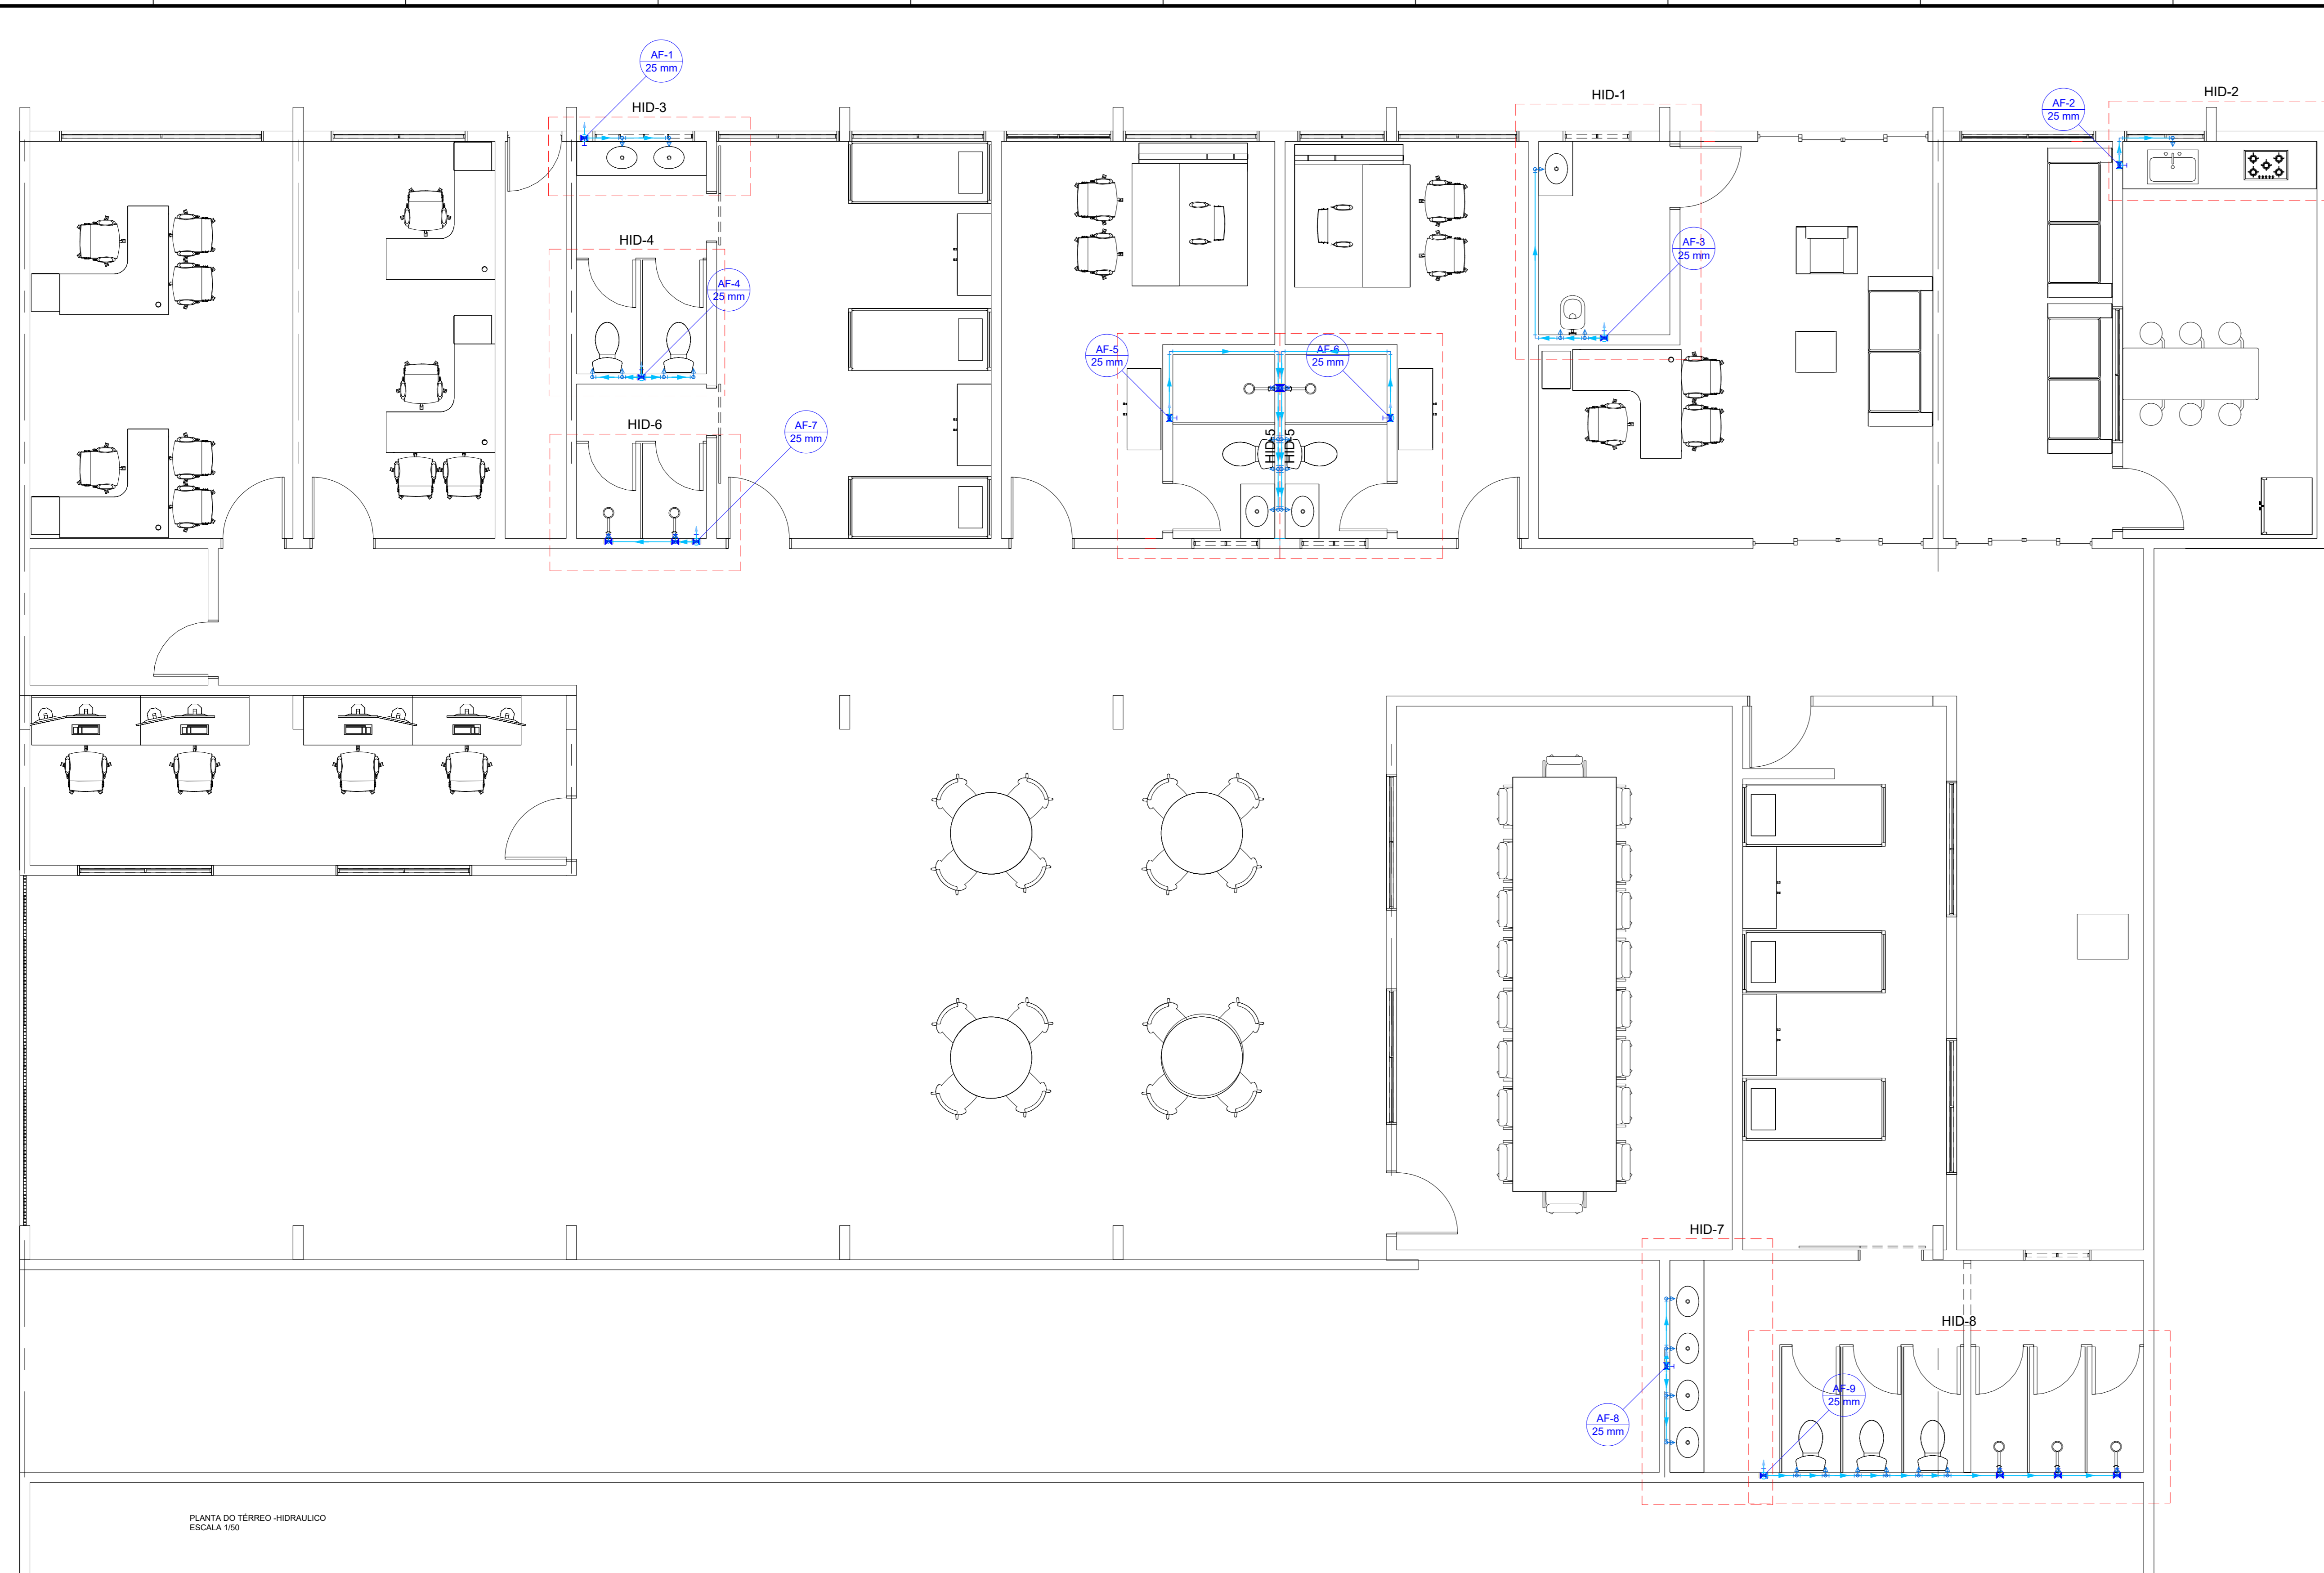 AF-1
25 mm
HID-3
HID-1
HID-2
AF-2
25 mm
HID-4
AF-3
25 mm
AF-4
25 mm
AF-5
25 mm
AF-6
25 mm
HID-6
AF-7
25 mm
HID-5
HID-5
HID-7
HID-8
AF-9
25 mm
AF-8
25 mm
PLANTA DO TÉRREO -HIDRAULICO
ESCALA 1/50